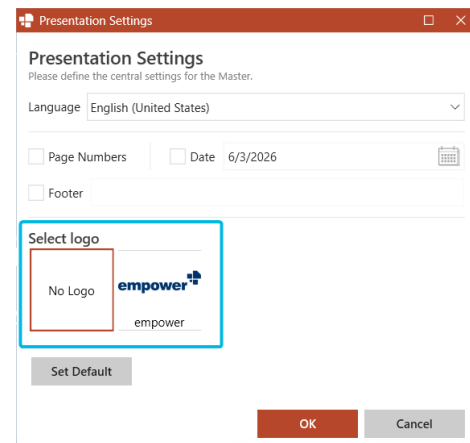 Presentation Settings
Presentation Settings
Please define the central settings for the Master.
Language English (United States)
Page Numbers Date 6/3/2026
Footer
Select logo
No Logo empower
empower
Set Default
OK Cancel